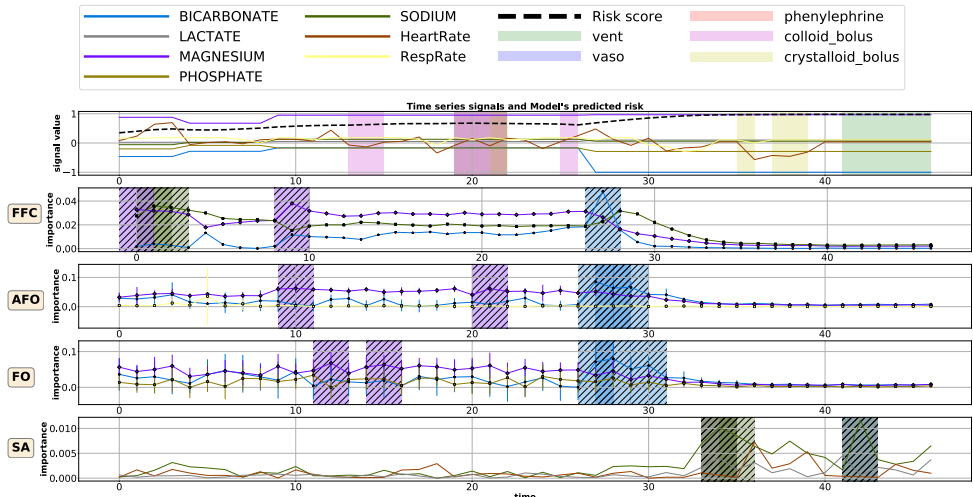 BICARBONATE SODIUM Risk score phenylephrine
LACTATE HeartRate vent colloid_bolus
MAGNESIUM RespRate vaso crystalloid_bolus
PHOSPHATE
Time series signals and Model's predicted risk
signal value
1
0
−1
0 10 20 30 40
FFC
importance
0.04
0.02
0.00
0 10 20 30 40
AFO
importance
0.1
0.0
0 10 20 30 40
FO
importance
0.1
0.0
0 10 20 30 40
SA
importance
0.010
0.005
0.000
0 10 20 30 40
time